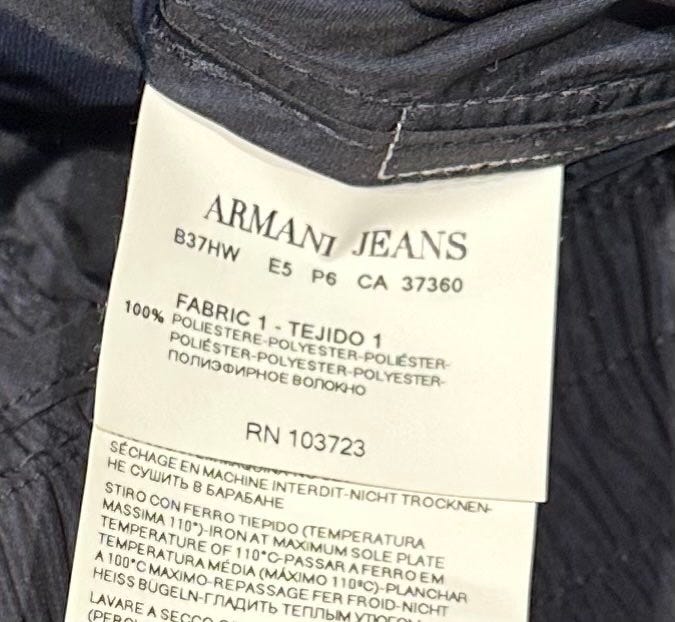 ARMANI JEANS
B37HW E5 P6 CA 37360
FABRIC 1 - TEJIDO 1
100% POLIESTERE-POLYESTER-POLIÉSTER-
POLIÉSTER-POLYESTER-POLYESTER-
ПОЛИЭФИРНОЕ ВОЛОКНО
RN 103723
SÉCHAGE EN MACHINE INTERDIT-NICHT TROCKNEN-
НЕ СУШИТЬ В БАРАБАНЕ
STIRO CON FERRO TIEPIDO (TEMPERATURA
MASSIMA 110°)-IRON AT MAXIMUM SOLE PLATE
TEMPERATURE OF 110°C-PASSAR A FERRO EM
TEMPERATURA MÉDIA (MÁXIMO 110ºC)-PLANCHAR
A 100°C MAXIMO-REPASSAGE FER FROID-NICHT
HEISS BÜGELN-ГЛАДИТЬ ТЕПЛЫМ УТЮГОМ
LAVARE A SECCO